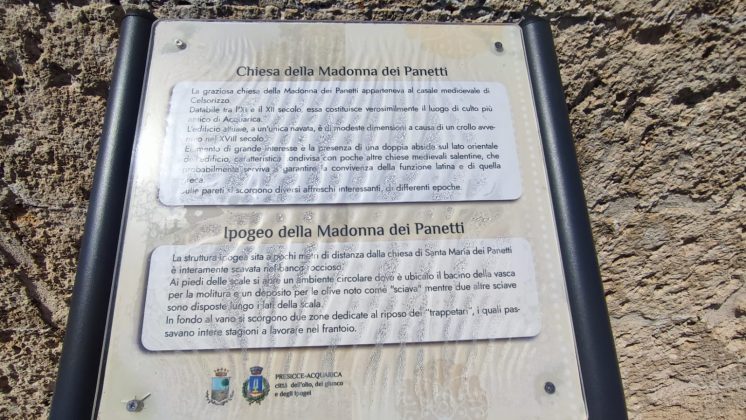 Chiesa della Madonna dei Panetti
La graziosa chiesa della Madonna dei Panetti apparteneva al casale medioevale di
Celsorizzo.
Databile tra l'XI e il XII secolo, essa costituisce verosimilmente il luogo di culto più
antico di Acquarica.
L'edificio attuale, a un'unica navata, è di modeste dimensioni a causa di un crollo avve-
nuto nel XVIII secolo.
Elemento di grande interesse è la presenza di una doppia abside sul lato orientale
dell'edificio, caratteristica condivisa con poche altre chiese medievali salentine, che
probabilmente serviva a garantire la convivenza della funzione latina e di quella
greca.
Sulle pareti si scorgono diversi affreschi interessanti, di differenti epoche.
Ipogeo della Madonna dei Panetti
La struttura ipogea sita a pochi metri di distanza dalla chiesa di Santa Maria dei Panetti
è interamente scavata nel banco roccioso.
Ai piedi delle scale si apre un ambiente circolare dove è ubicato il bacino della vasca
per la molitura e un deposito per le olive noto come "sciava" mentre due altre sciave
sono disposte lungo i lati della scala.
In fondo al vano si scorgono due zone dedicate al riposo dei "trappetari", i quali pas-
savano intere stagioni a lavorare nel frantoio.
PRESICCE-ACQUARICA
città dell'olio, del giunco
e degli ipogei